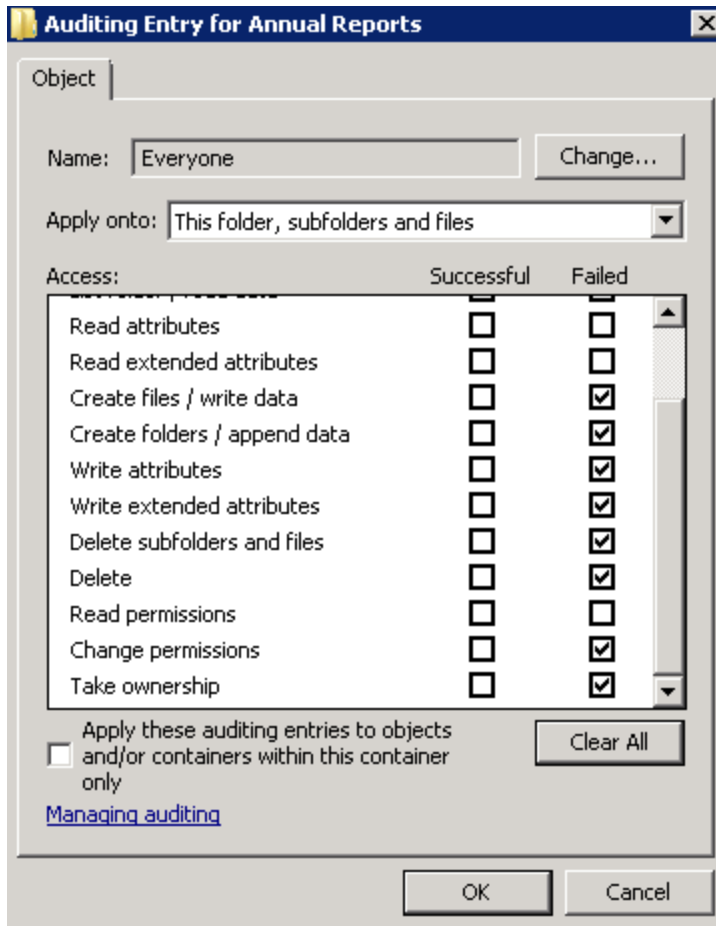 Auditing Entry for Annual Reports
Object
Name: Everyone Change...
Apply onto: This folder, subfolders and files
Access: Successful Failed
Read attributes
Read extended attributes
Create files / write data
Create folders / append data
Write attributes
Write extended attributes
Delete subfolders and files
Delete
Read permissions
Change permissions
Take ownership
Apply these auditing entries to objects
and/or containers within this container
only
Clear All
Managing auditing
OK Cancel